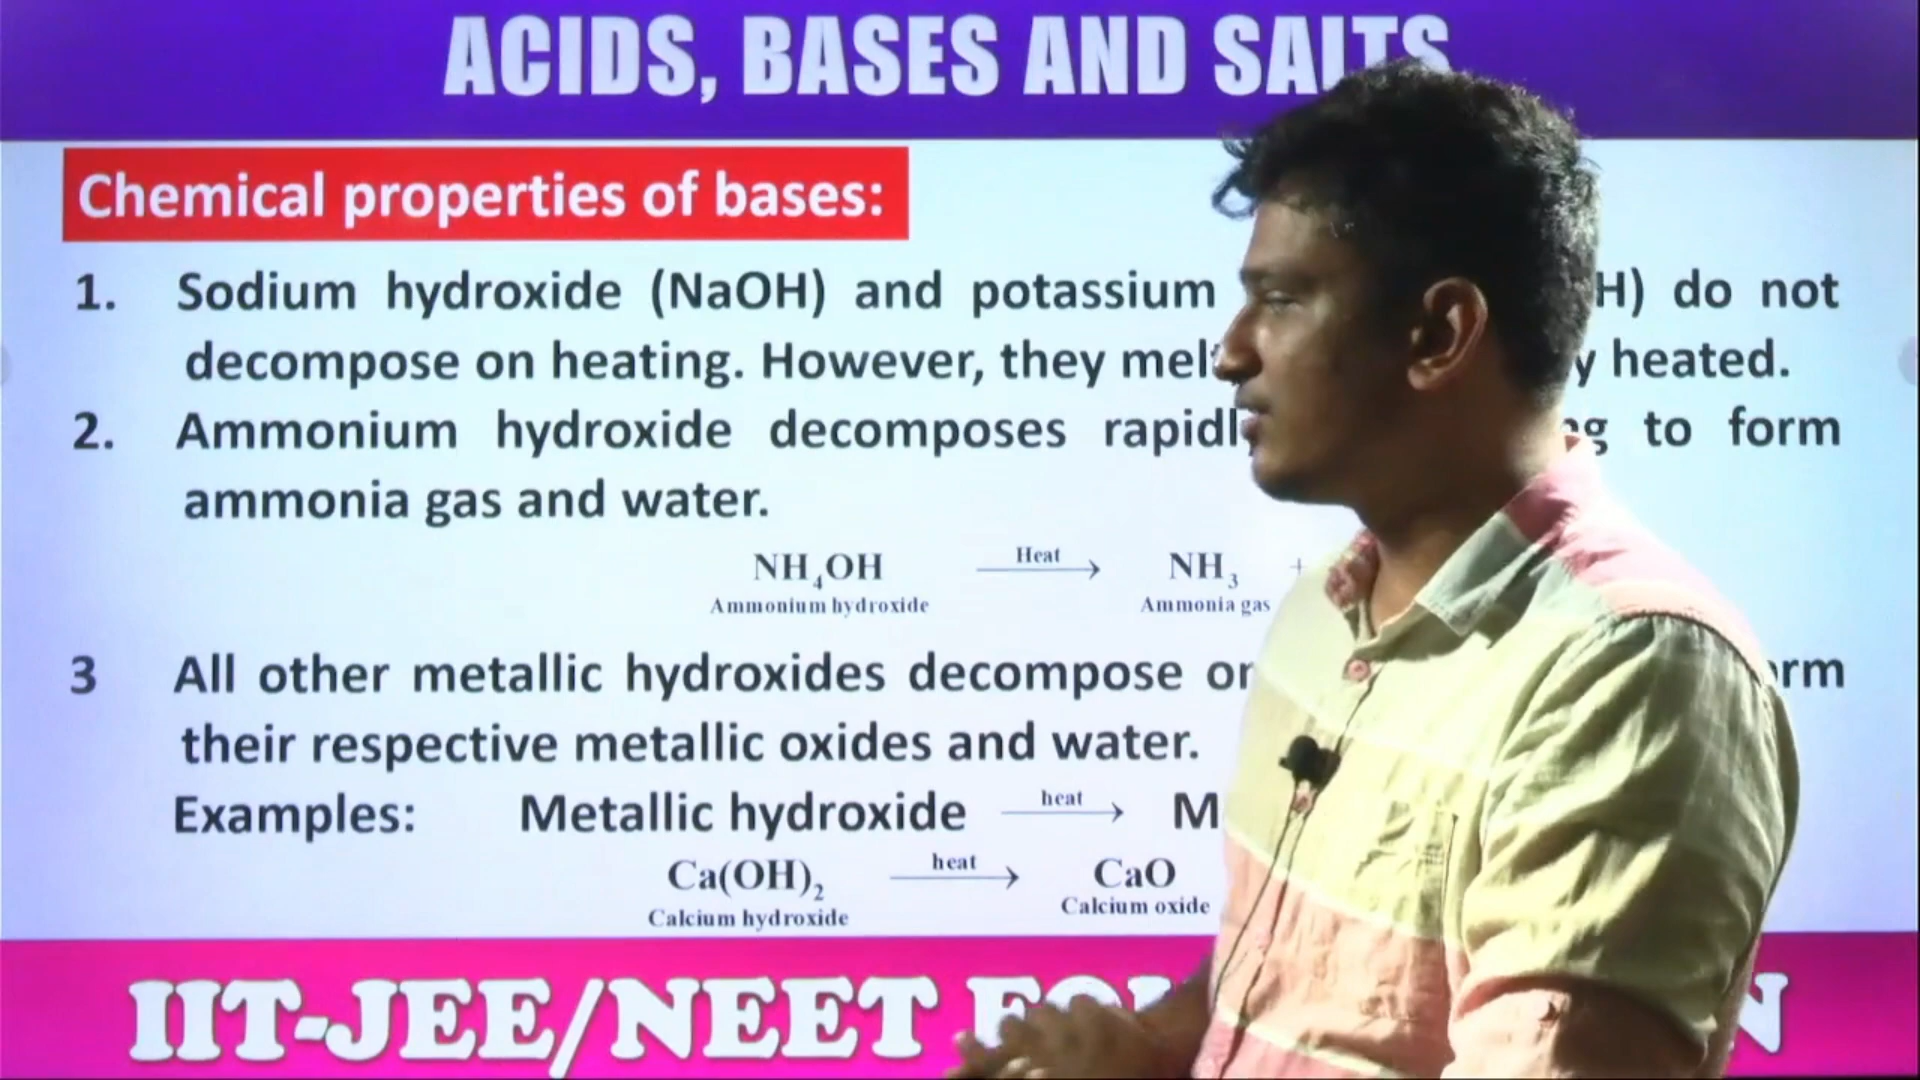 ACIDS, BASES AND SALTS
Chemical properties of bases:
1. Sodium hydroxide (NaOH) and potassium H) do not
decompose on heating. However, they melt y heated.
2. Ammonium hydroxide decomposes rapidly to form
ammonia gas and water.
NH₄OH Heat→ NH₃ +
Ammonium hydroxide Ammonia gas
3 All other metallic hydroxides decompose
their respective metallic oxides and water.
Examples: Metallic hydroxide heat→ M
Ca(OH)₂ heat→ CaO
Calcium hydroxide Calcium oxide
IIT-JEE/NEET